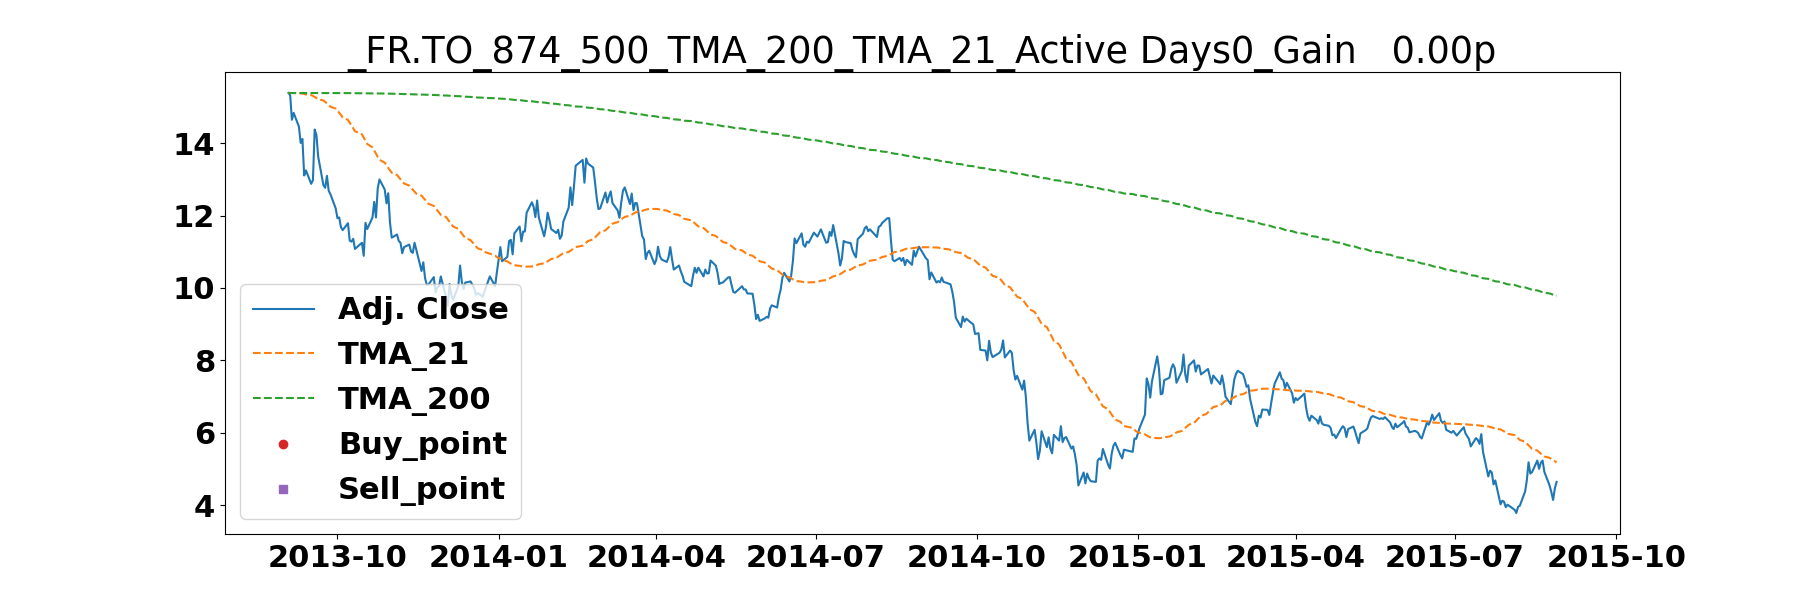 _FR.TO_874_500_TMA_200_TMA_21_Active Days0_Gain   0.00p
14
12
10
8
6
4
Adj. Close
TMA_21
TMA_200
Buy_point
Sell_point
2013-10 2014-01 2014-04 2014-07 2014-10 2015-01 2015-04 2015-07 2015-10